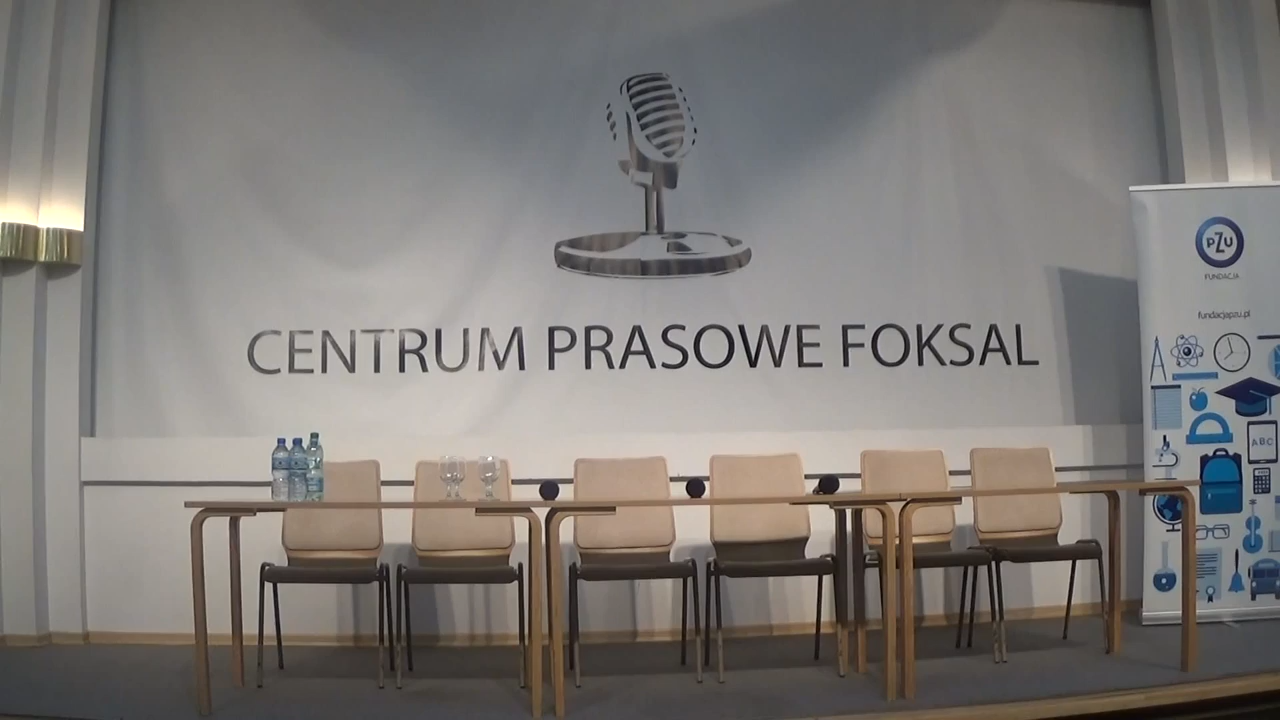 CENTRUM PRASOWE FOKSAL
PZU
FUNDACJA
fundacjapzu.pl
ABC